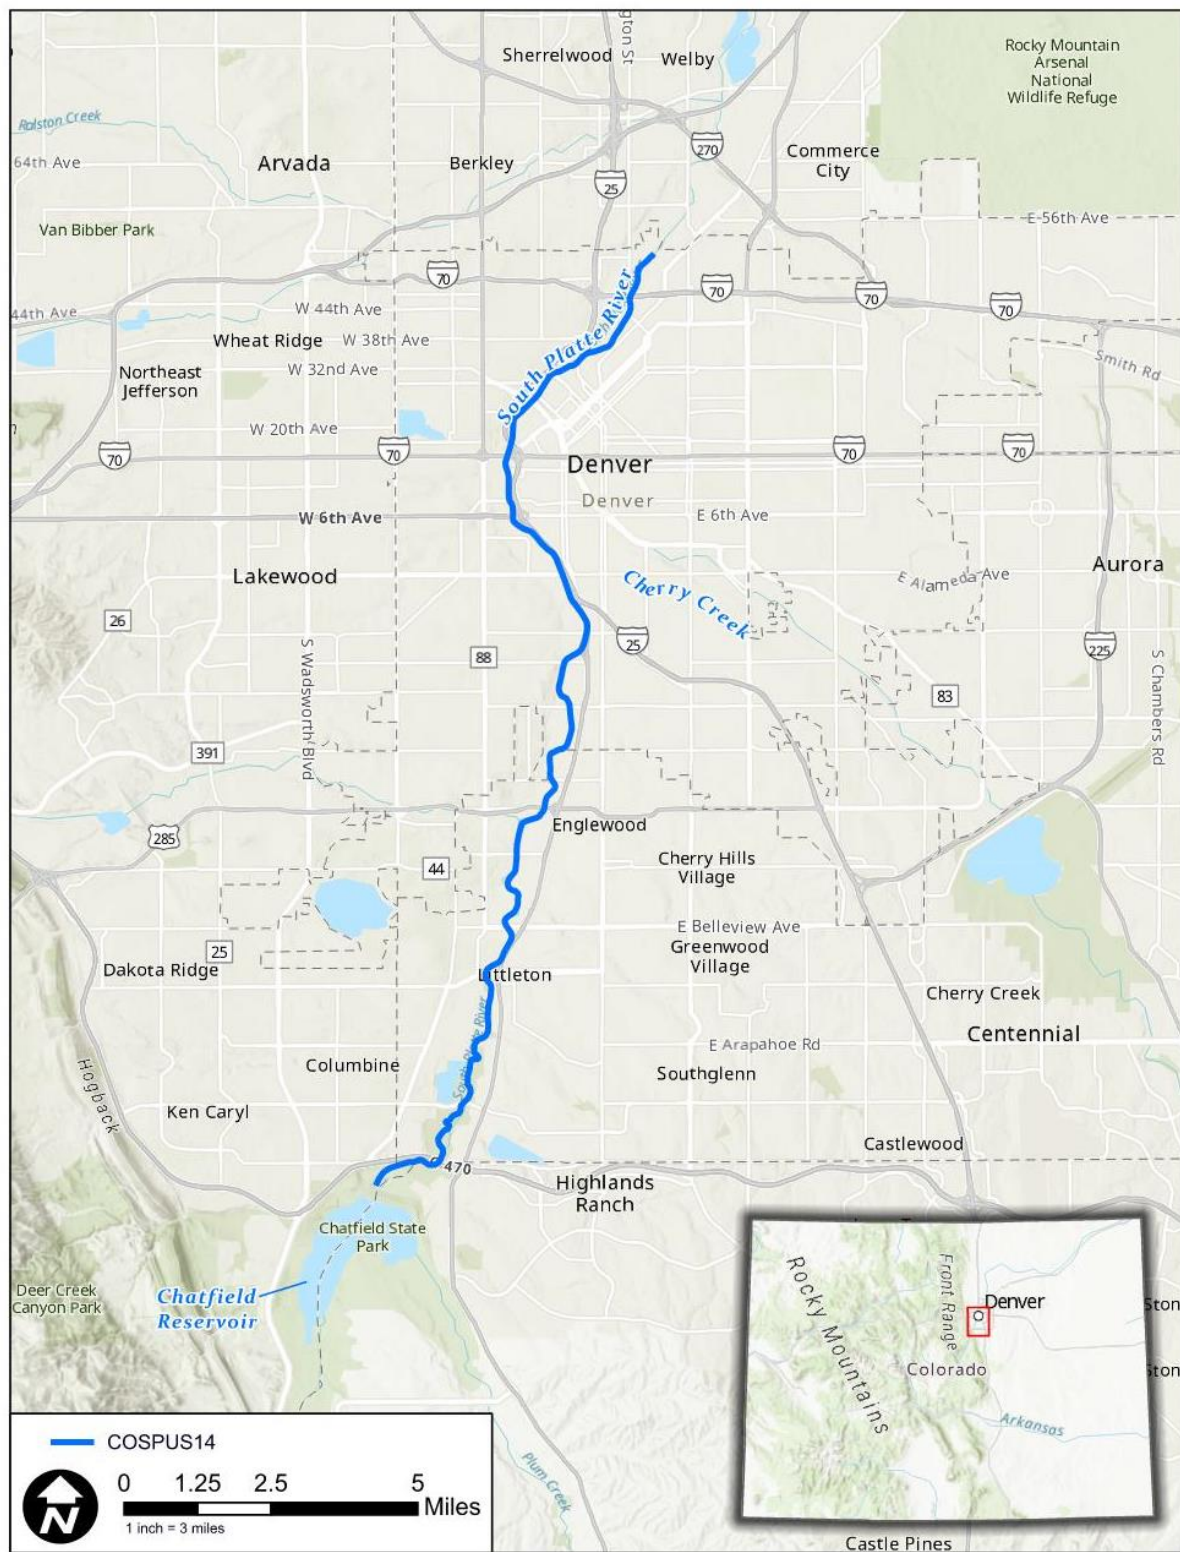 Sherrelwood
Welby
Rocky Mountain
Arsenal
National
Wildlife Refuge
Ralston Creek
64th Ave
Arvada
Berkley
270
Commerce
City
25
Van Bibber Park
E 56th Ave
70
70
70
70
44th Ave
W 44th Ave
South Platte River
Wheat Ridge
W 38th Ave
W 32nd Ave
Smith Rd
Northeast
Jefferson
W 20th Ave
70
70
70
70
Denver
Denver
W 6th Ave
E 6th Ave
Lakewood
Cherry Creek
E Alameda Ave
Aurora
26
S Wadsworth Blvd
88
25
225
S Chambers Rd
83
391
285
Englewood
44
Cherry Hills
Village
E Belleview Ave
Greenwood
Village
25
Dakota Ridge
Littleton
Cherry Creek
Centennial
South Platte River
E Arapahoe Rd
Columbine
Southglenn
Hogback
Ken Caryl
Castlewood
470
Highlands
Ranch
Chatfield State
Park
Deer Creek
Canyon Park
Chatfield
Reservoir
Rocky Mountains
Front Range
Denver
Colorado
Arkansas
Plum Creek
Castle Pines
COSPUS14
N
0 1.25 2.5 5
Miles
1 inch = 3 miles